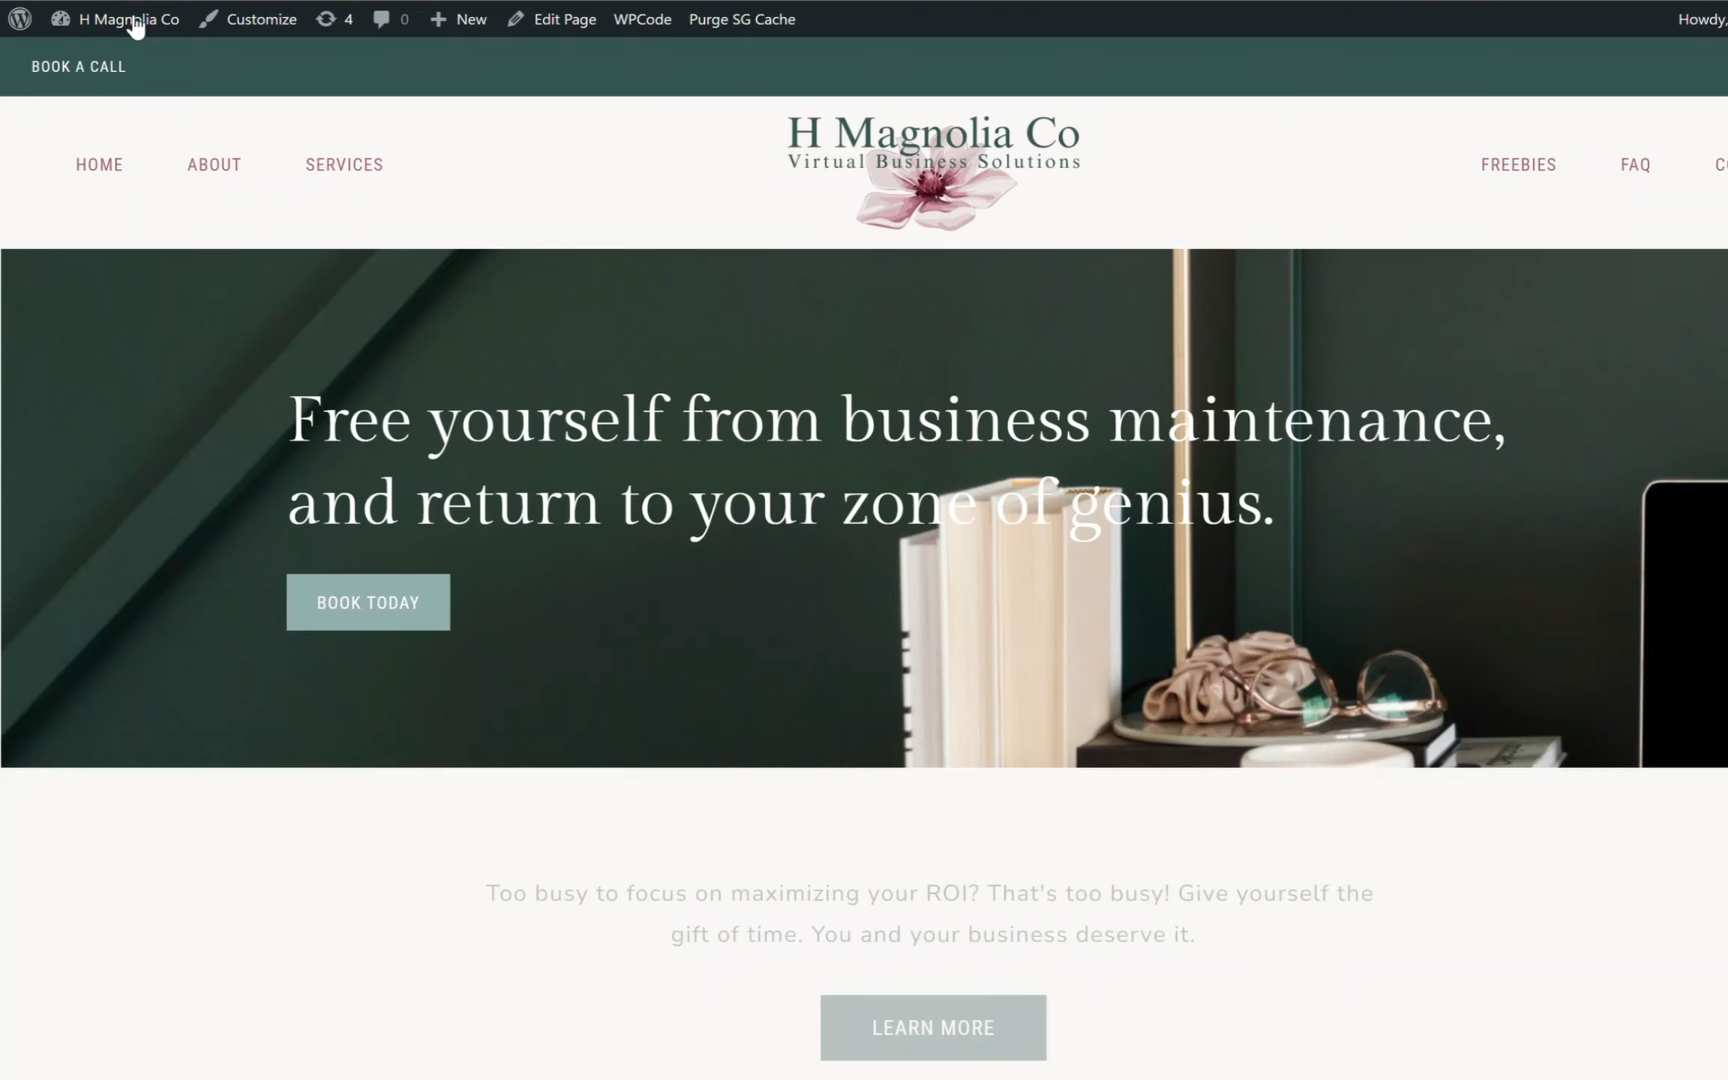 H Magnolia Co Customize 4 0 New Edit Page WPCode Purge SG Cache Howdy,
BOOK A CALL
HOME ABOUT SERVICES
H Magnolia Co
Virtual Business Solutions
FREEBIES FAQ
Free yourself from business maintenance,
and return to your zone of genius.
BOOK TODAY
Too busy to focus on maximizing your ROI? That's too busy! Give yourself the
gift of time. You and your business deserve it.
LEARN MORE